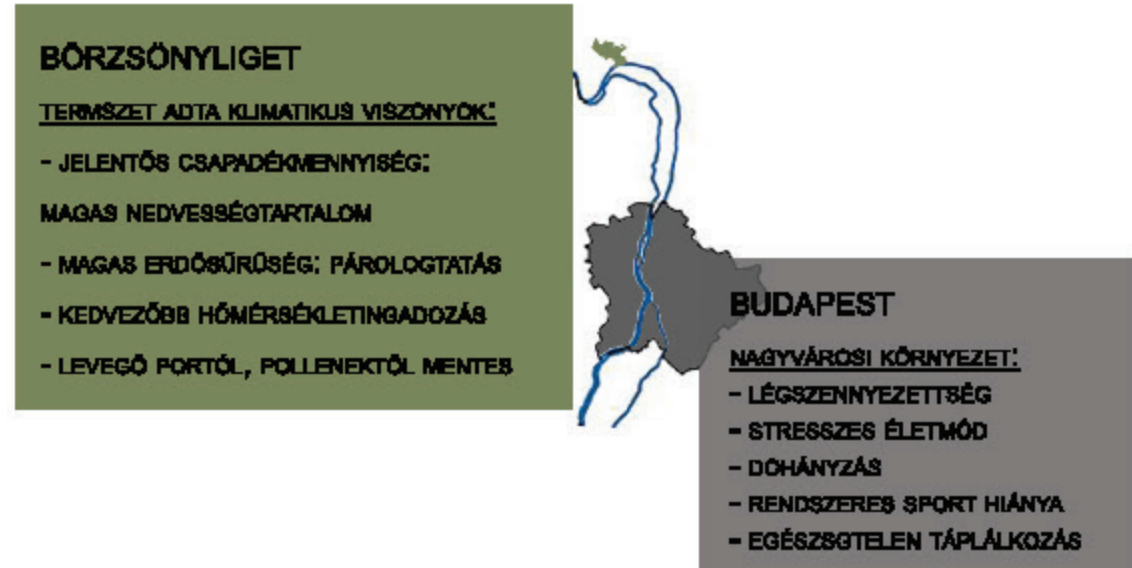 BÖRZSÖNYLIGET
TERMSZET ADTA KLIMATIKUS VISZONYOK:
- JELENTŐS CSAPADÉKMENNYISÉG:
MAGAS NEDVESSÉGTARTALOM
- MAGAS ERDŐSŰRŰSÉG: PÁROLOGTATÁS
- KEDVEZŐBB HŐMÉRSÉKLETINGADOZÁS
- LEVEGŐ PORTÓL, POLLENEKTŐL MENTES
BUDAPEST
NAGYVÁROSI KÖRNYEZET:
- LÉGSZENNYEZETTSÉG
- STRESSZES ÉLETMÓD
- DOHÁNYZÁS
- RENDSZERES SPORT HIÁNYA
- EGÉSZSGTELEN TÁPLÁLKOZÁS